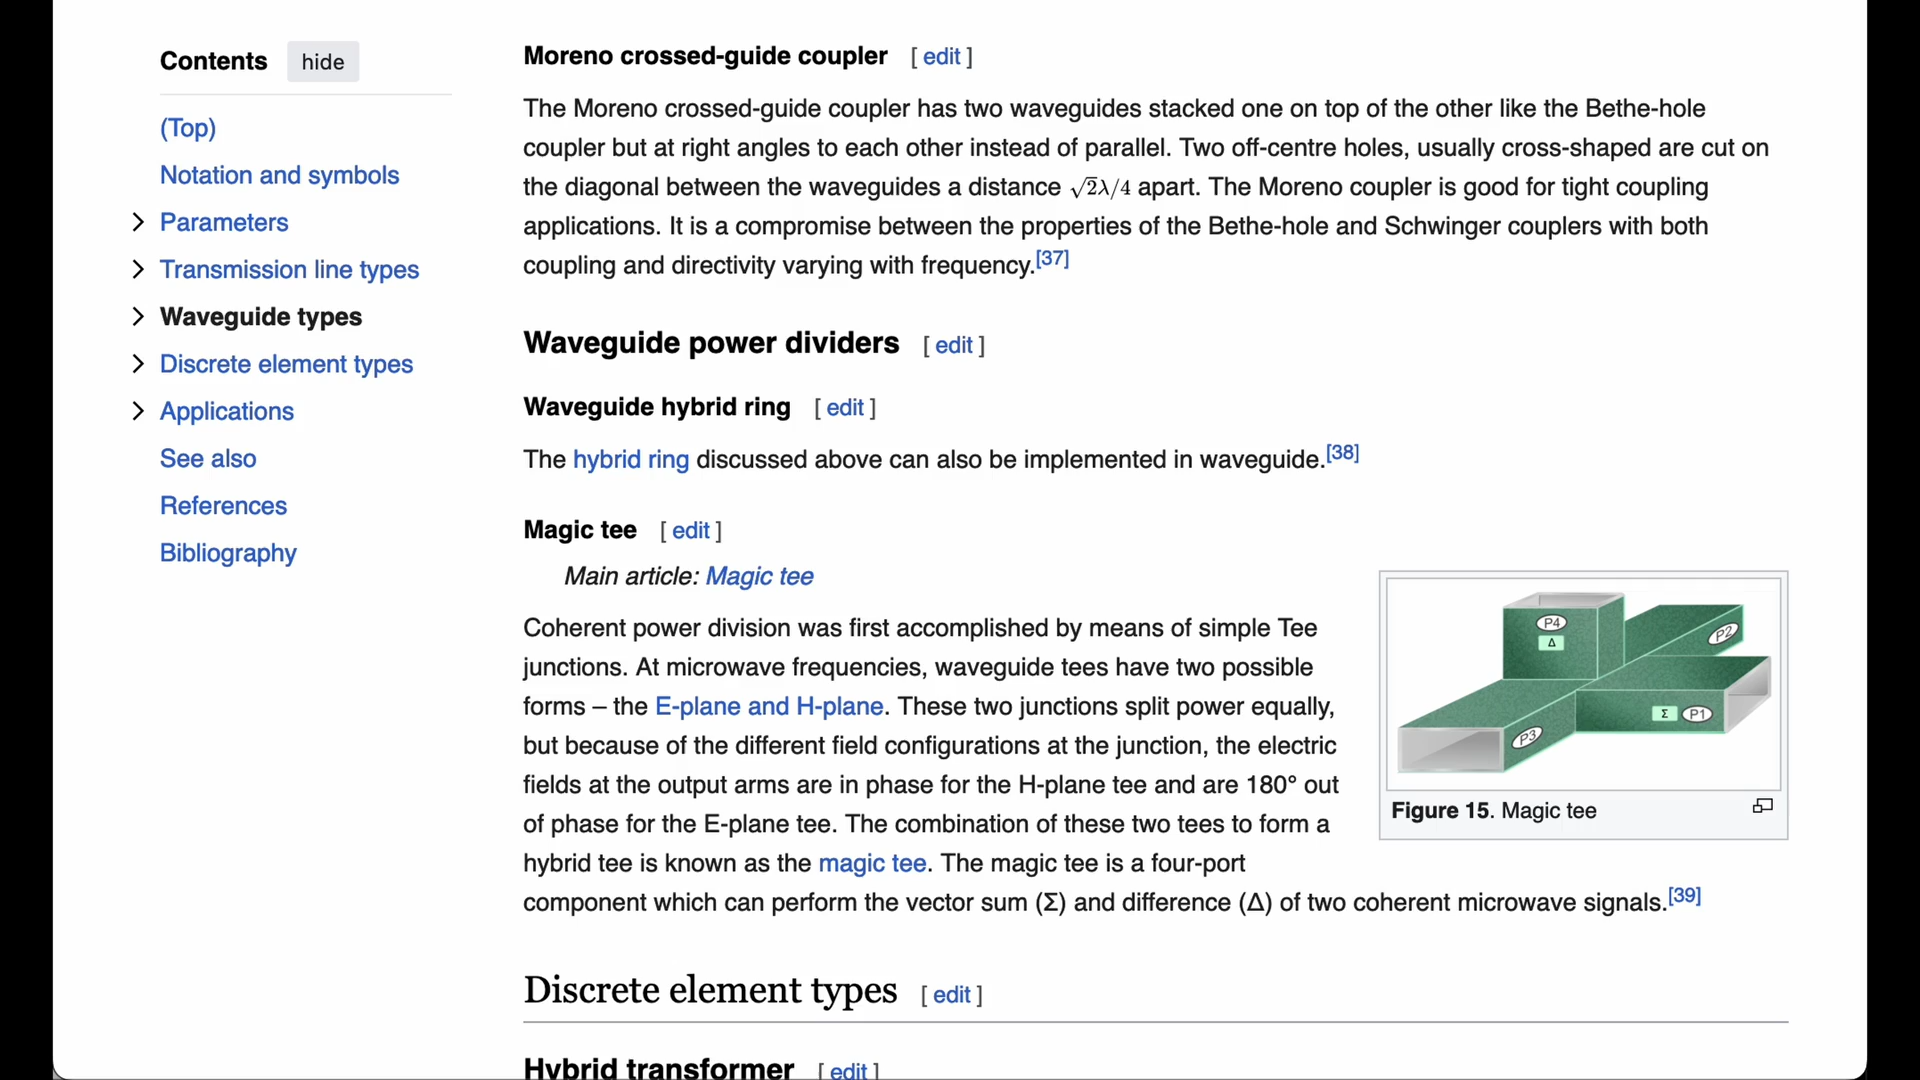 Contents hide
(Top)
Notation and symbols
Parameters
Transmission line types
Waveguide types
Discrete element types
Applications
See also
References
Bibliography
Moreno crossed-guide coupler [ edit ]
The Moreno crossed-guide coupler has two waveguides stacked one on top of the other like the Bethe-hole
coupler but at right angles to each other instead of parallel. Two off-centre holes, usually cross-shaped are cut on
the diagonal between the waveguides a distance √2λ/4 apart. The Moreno coupler is good for tight coupling
applications. It is a compromise between the properties of the Bethe-hole and Schwinger couplers with both
coupling and directivity varying with frequency.[37]
Waveguide power dividers [ edit ]
Waveguide hybrid ring [ edit ]
The hybrid ring discussed above can also be implemented in waveguide.[38]
Magic tee [ edit ]
Main article: Magic tee
Coherent power division was first accomplished by means of simple Tee
junctions. At microwave frequencies, waveguide tees have two possible
forms – the E-plane and H-plane. These two junctions split power equally,
but because of the different field configurations at the junction, the electric
fields at the output arms are in phase for the H-plane tee and are 180° out
of phase for the E-plane tee. The combination of these two tees to form a
hybrid tee is known as the magic tee. The magic tee is a four-port
component which can perform the vector sum (Σ) and difference (Δ) of two coherent microwave signals.[39]
P4
Δ
P2
Σ P1
P3
Figure 15. Magic tee
Discrete element types [ edit ]
Hybrid transformer [ edit ]